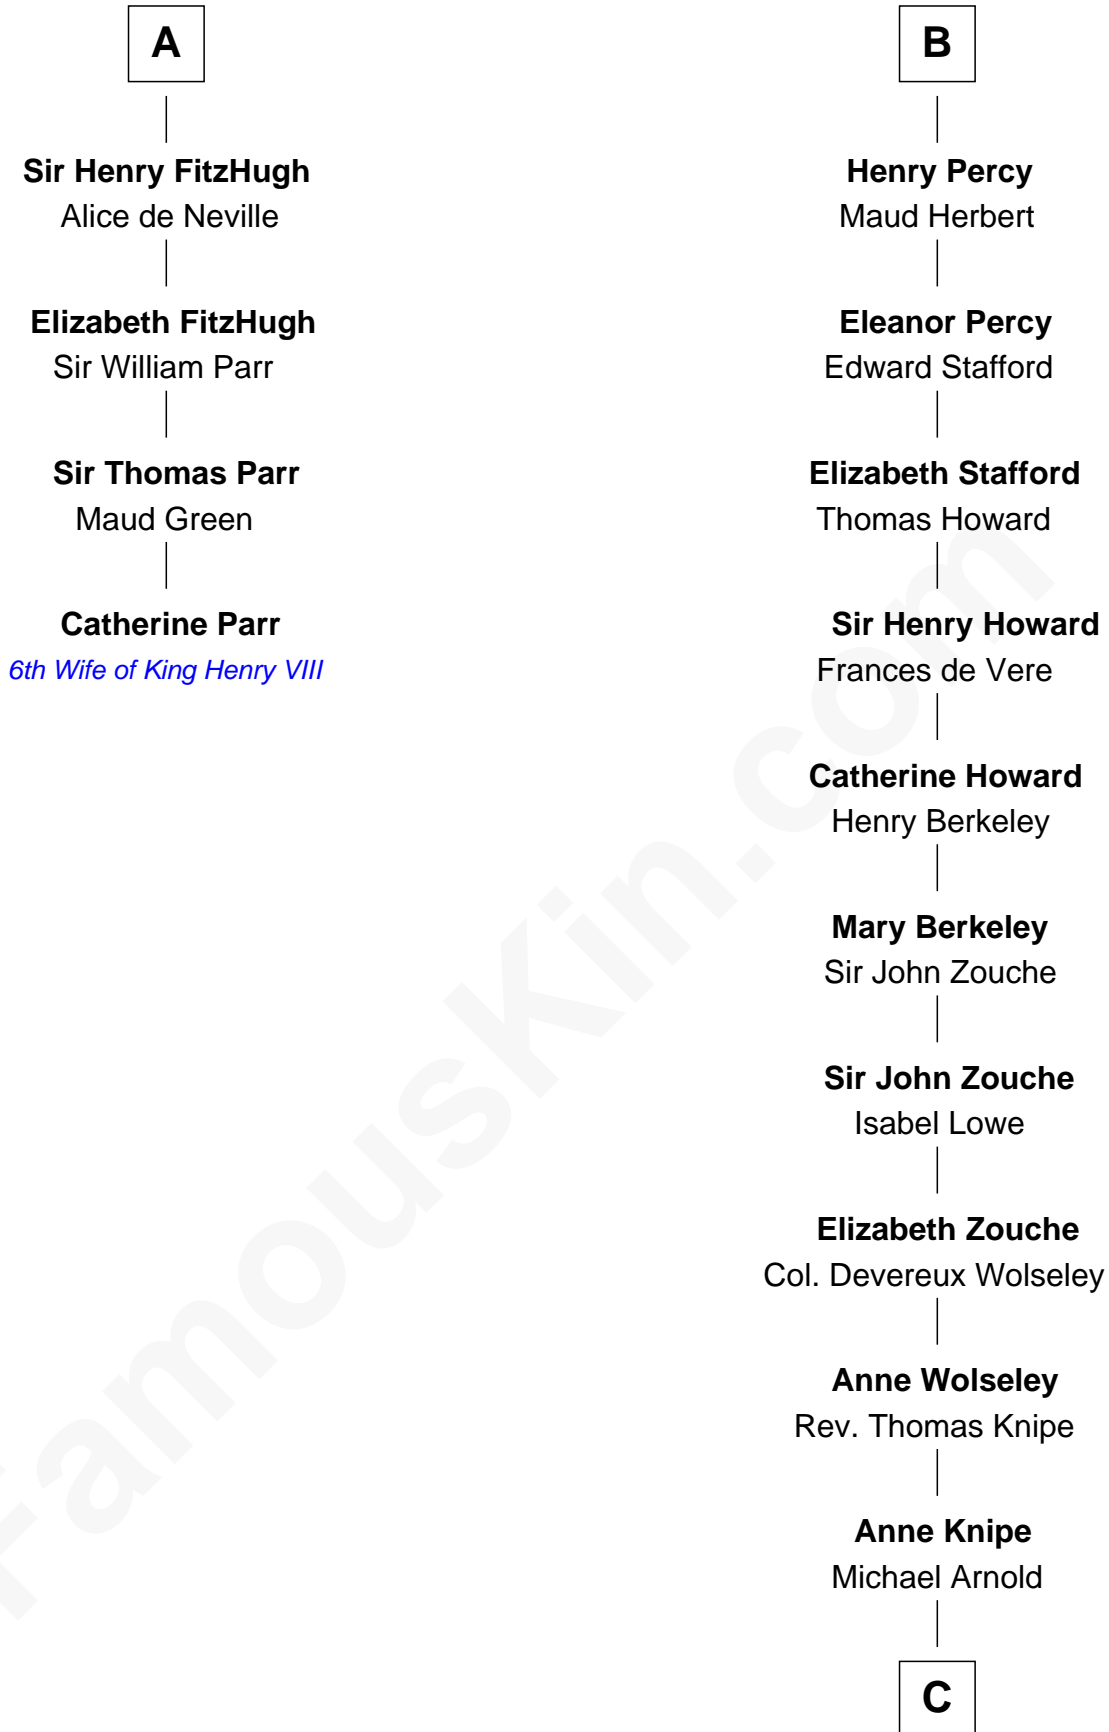 A
Sir Henry FitzHugh
Alice de Neville
Elizabeth FitzHugh
Sir William Parr
Sir Thomas Parr
Maud Green
Catherine Parr
6th Wife of King Henry VIII
B
Henry Percy
Maud Herbert
Eleanor Percy
Edward Stafford
Elizabeth Stafford
Thomas Howard
Sir Henry Howard
Frances de Vere
Catherine Howard
Henry Berkeley
Mary Berkeley
Sir John Zouche
Sir John Zouche
Isabel Lowe
Elizabeth Zouche
Col. Devereux Wolseley
Anne Wolseley
Rev. Thomas Knipe
Anne Knipe
Michael Arnold
C
FamousKin.com